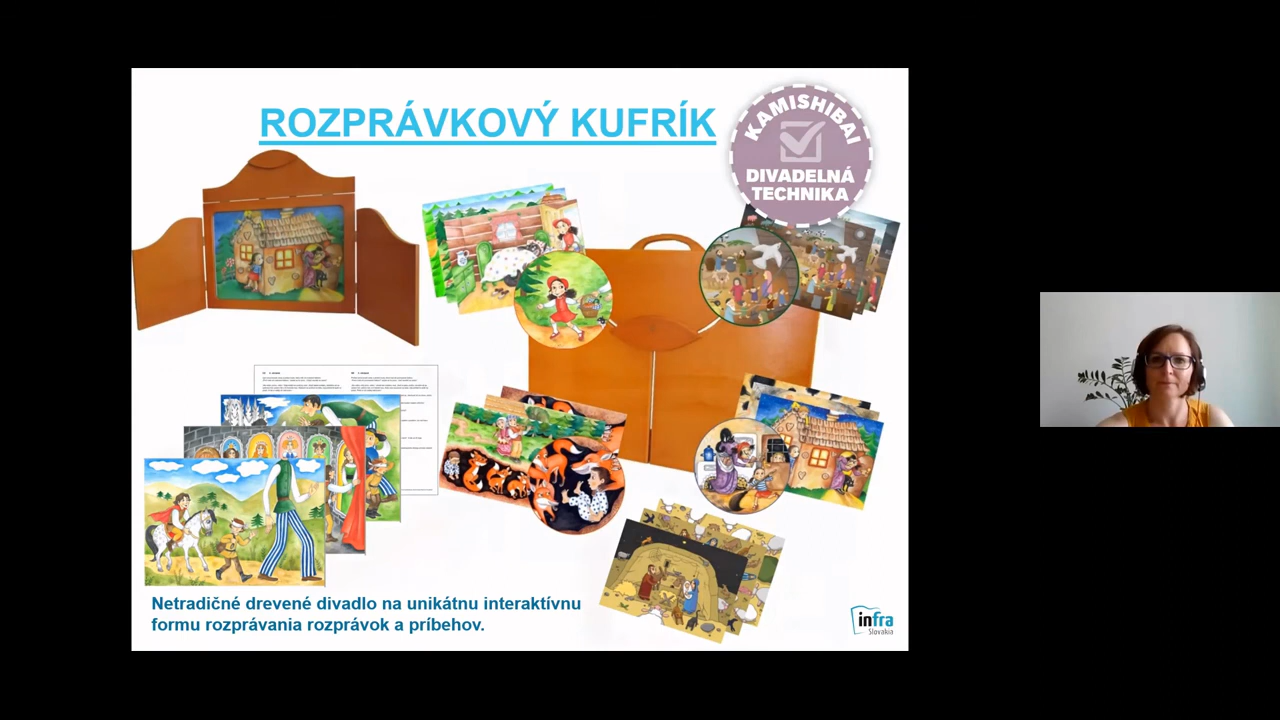 ROZPRÁVKOVÝ KUFRÍK
KAMISHIBAI
DIVADELNÁ
TECHNIKA
Netradičné drevené divadlo na unikátnu interaktívnu
formu rozprávania rozprávok a príbehov.
infra
Slovakia